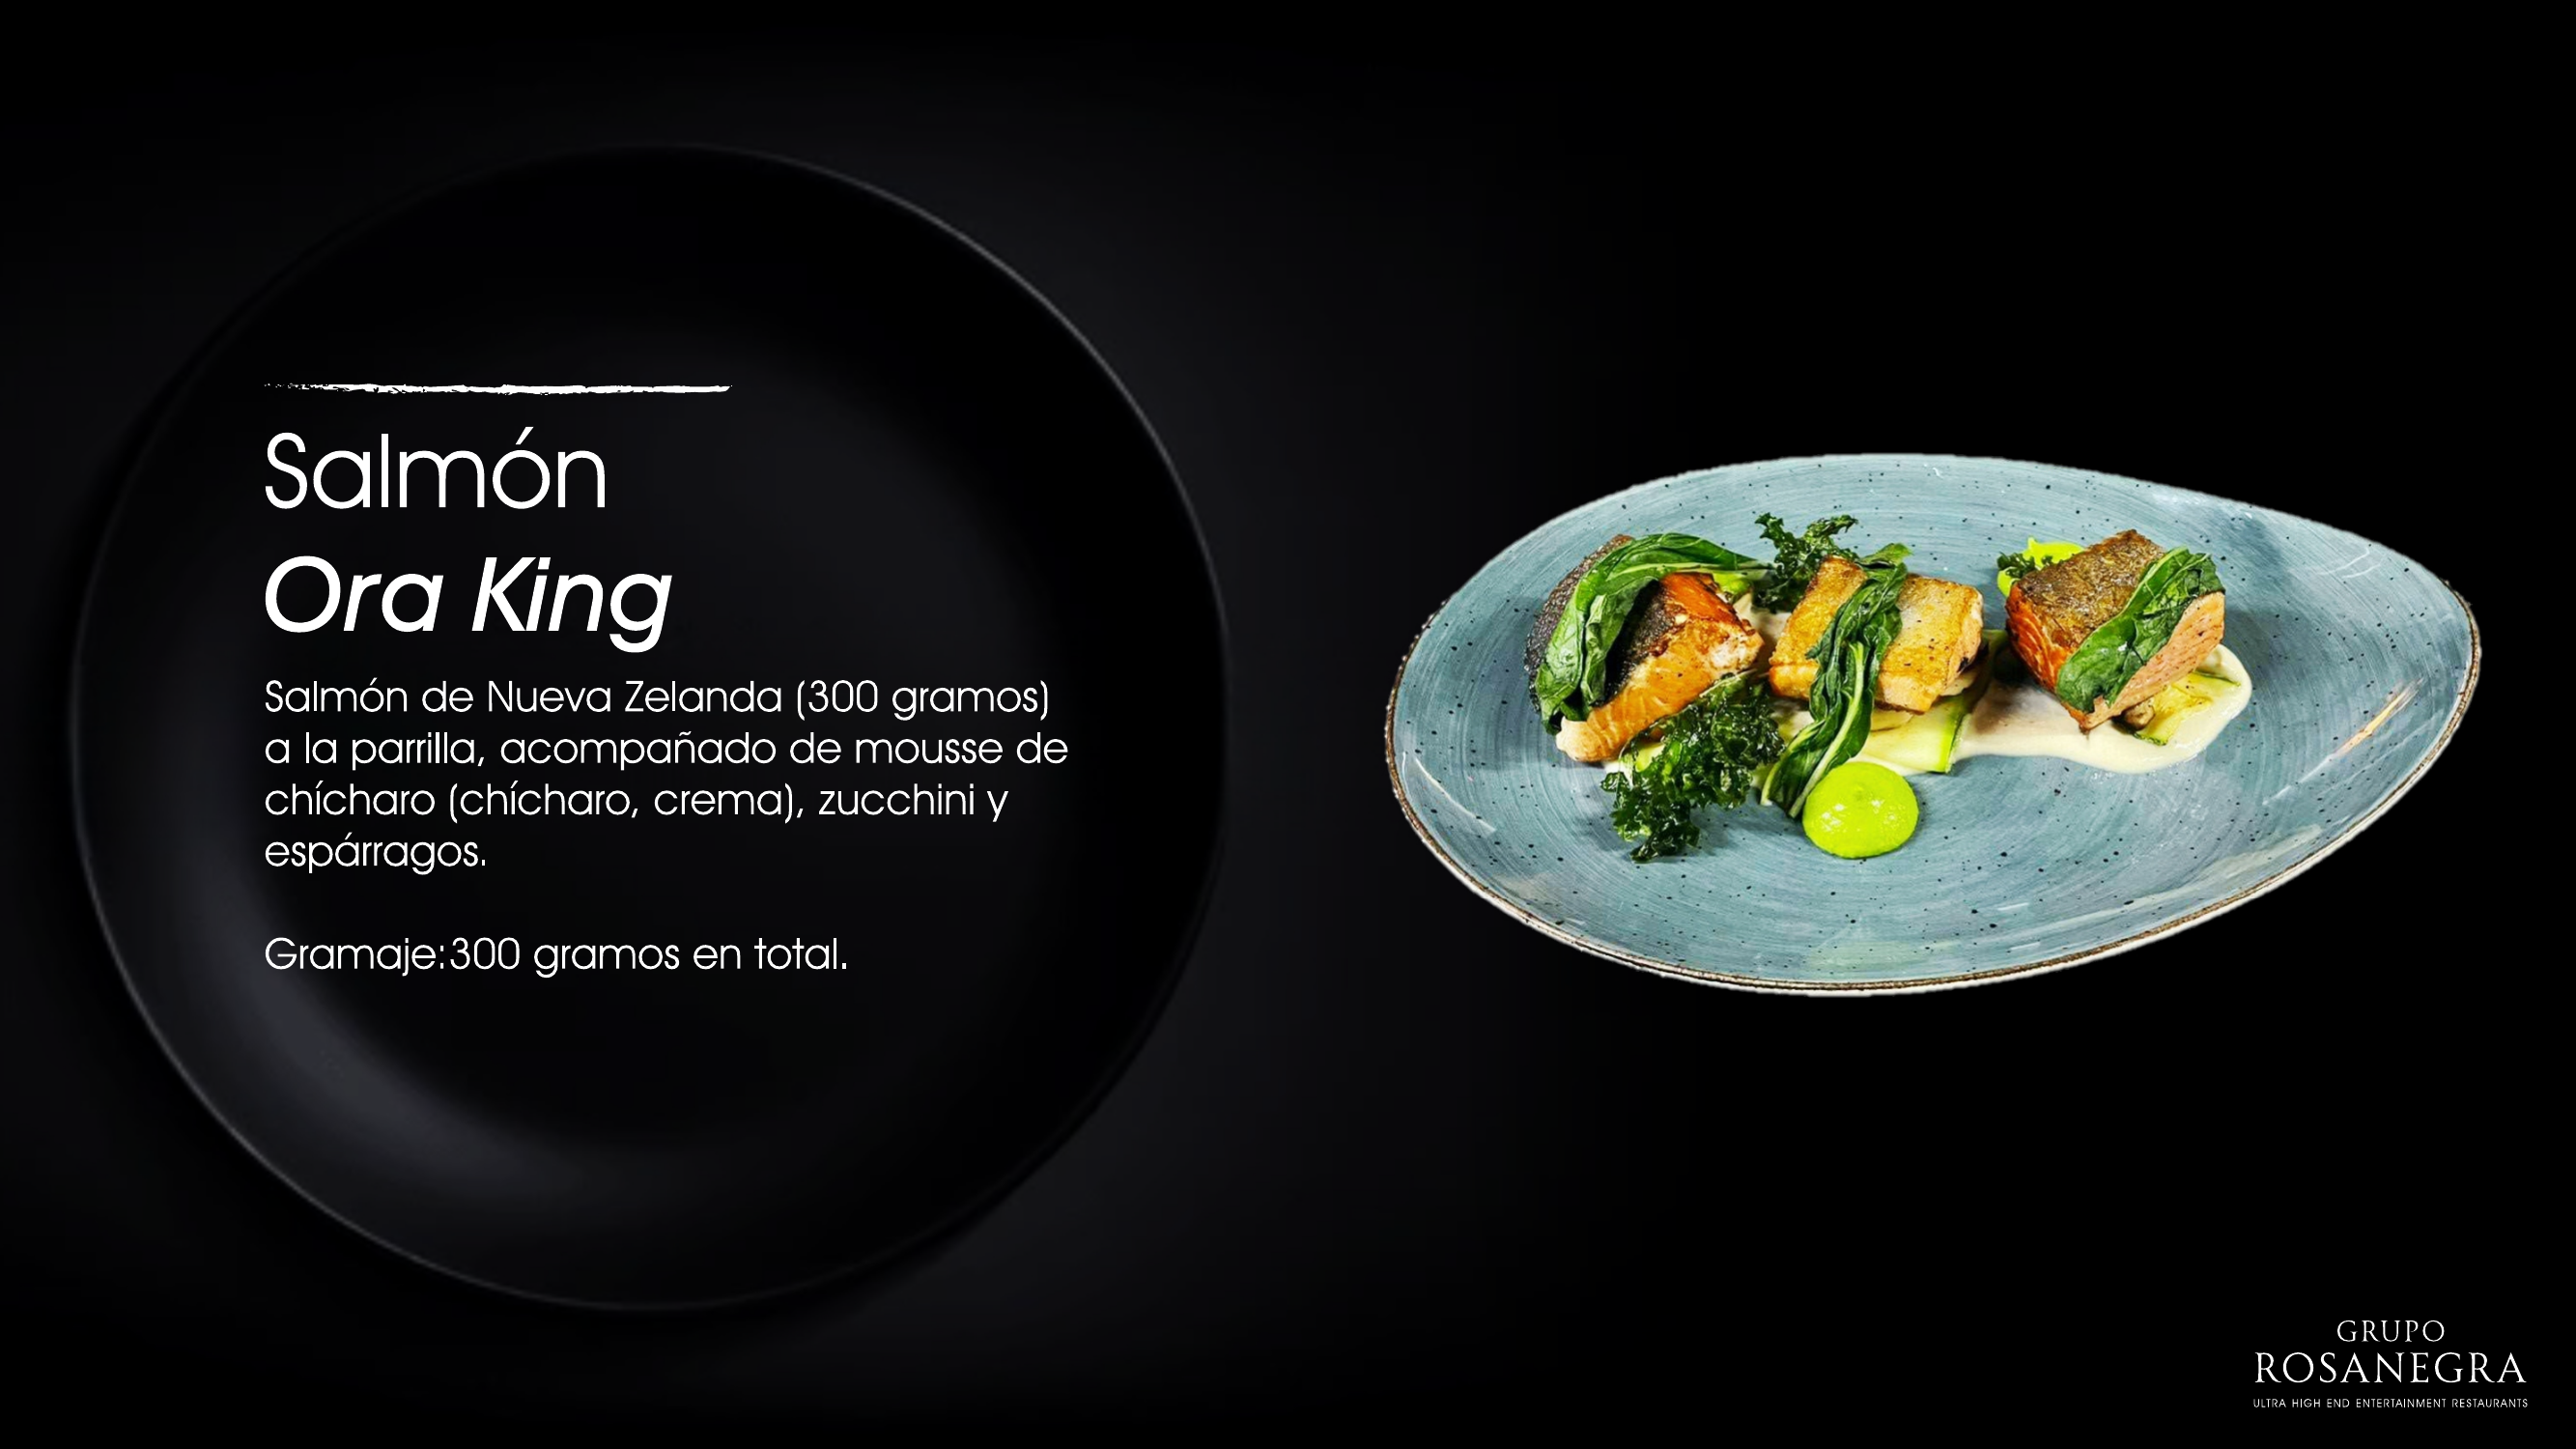 Salmón
Ora King
Salmón de Nueva Zelanda (300 gramos)
a la parrilla, acompañado de mousse de
chícharo (chícharo, crema), zucchini y
espárragos.
Gramaje:300 gramos en total.
GRUPO
ROSANEGRA
ULTRA HIGH END ENTERTAINMENT RESTAURANTS